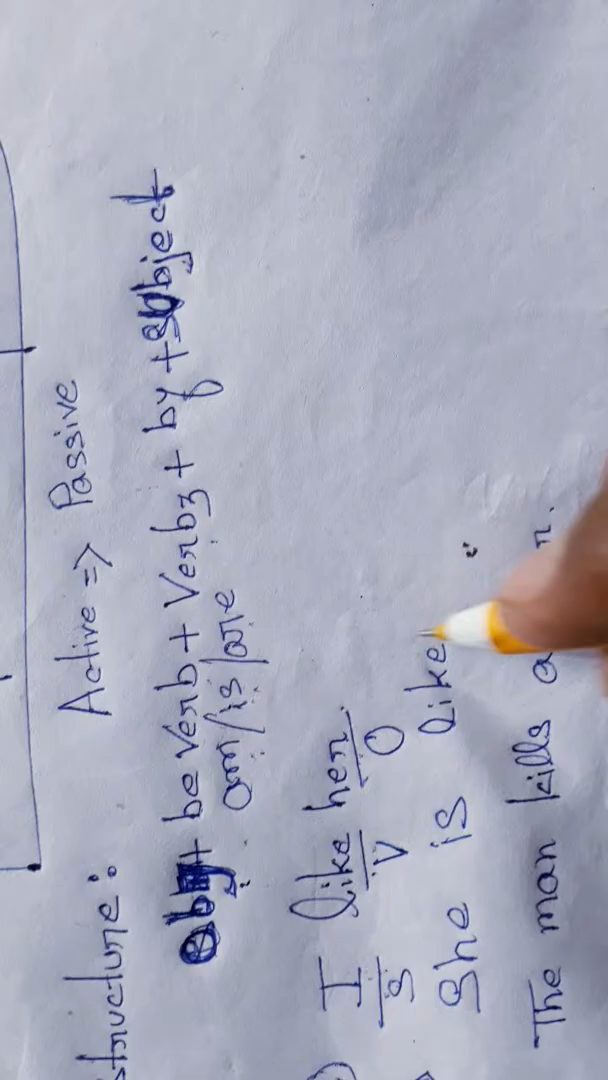 Active => Passive
structure:
Obj + be verb + Verb3 + by + Subject
am/is/are
I like her.
S V O
She is like
The man kills a